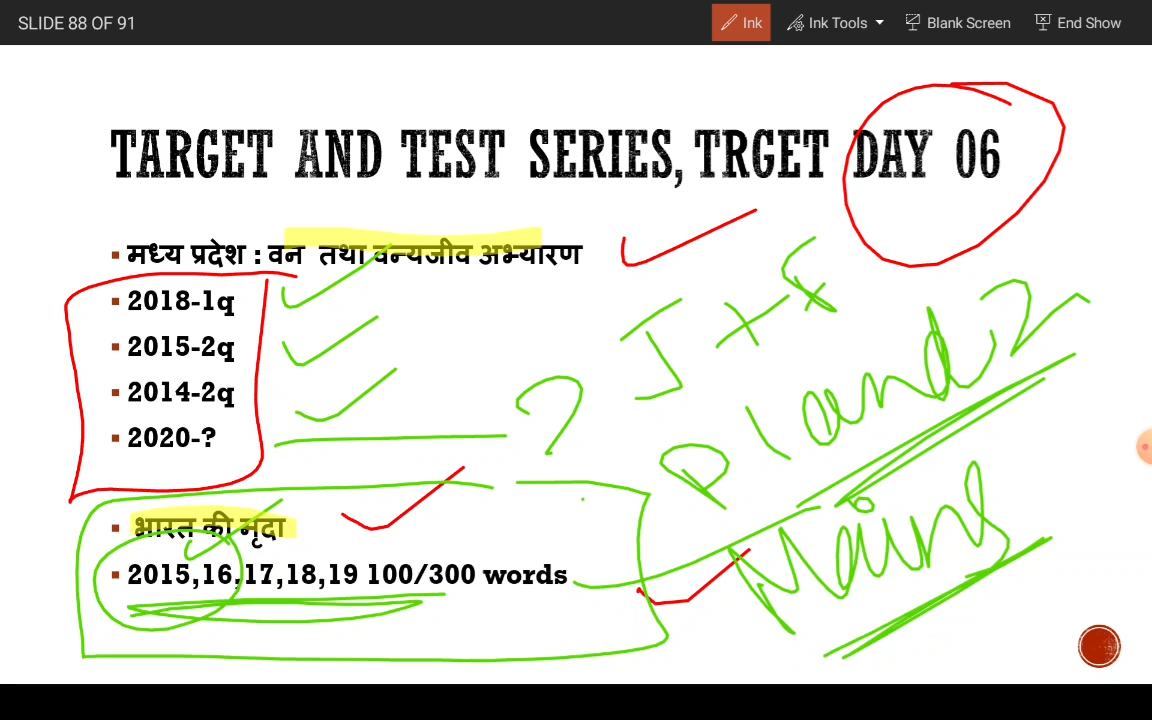 SLIDE 88 OF 91
Ink Ink Tools Blank Screen End Show
TARGET AND TEST SERIES, TRGET DAY 06
मध्य प्रदेश : वन तथा वन्यजीव अभ्यारण
2018-1q
2015-2q
2014-2q
2020-?
?
भारत की मृदा
2015,16,17,18,19 100/300 words
P and 2
Mains